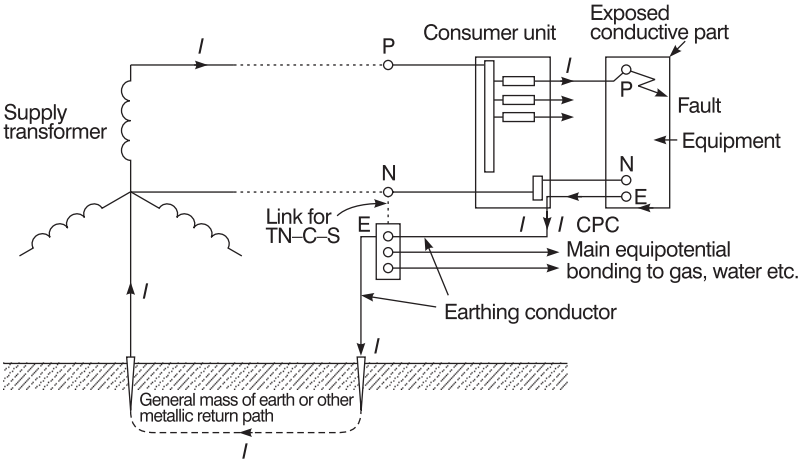 Exposed
conductive part
Consumer unit
I
P
I
P
Fault
Supply
transformer
Equipment
N
N
E
Link for
TN–C–S
E
I
I
CPC
Main equipotential
bonding to gas, water etc.
I
Earthing conductor
I
General mass of earth or other
metallic return path
I